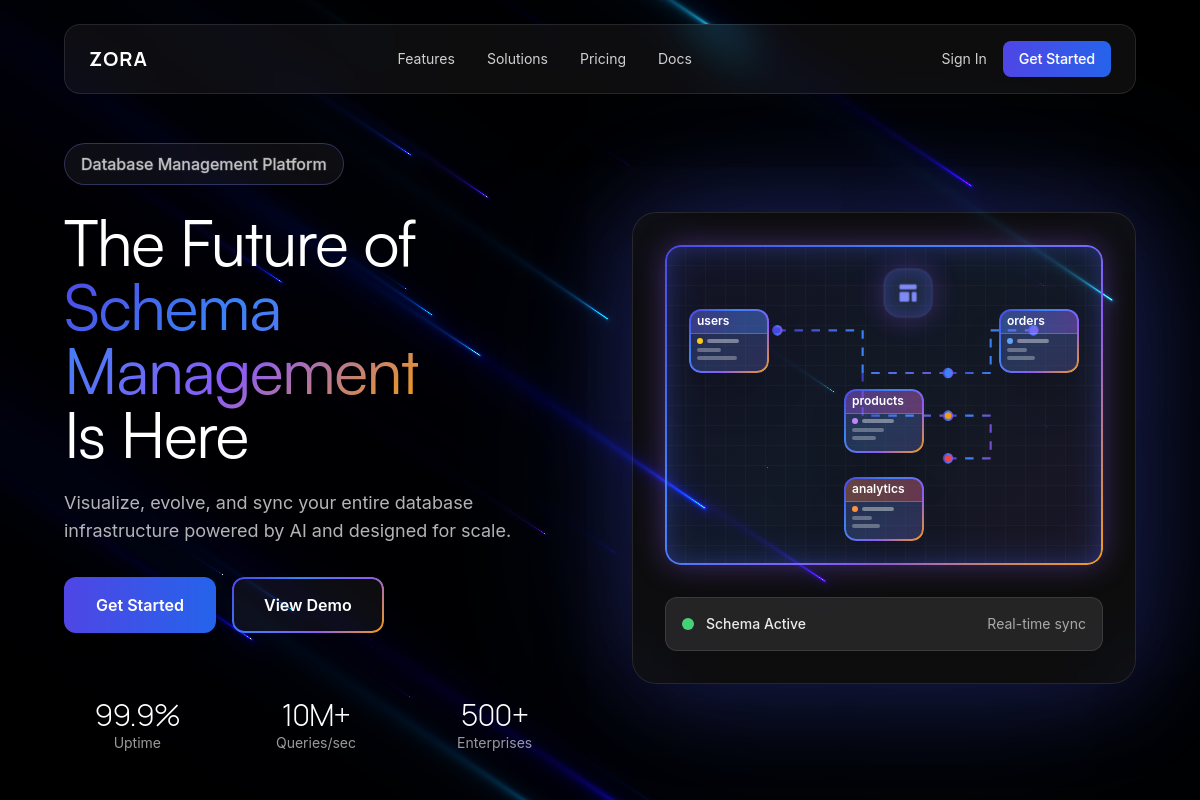 ZORA
Features
Solutions
Pricing
Docs
Sign In
Get Started
Database Management Platform
The Future of
Schema
Management
Is Here
Visualize, evolve, and sync your entire database
infrastructure powered by AI and designed for scale.
Get Started
View Demo
99.9%
Uptime
10M+
Queries/sec
500+
Enterprises
users
orders
products
analytics
Schema Active
Real-time sync